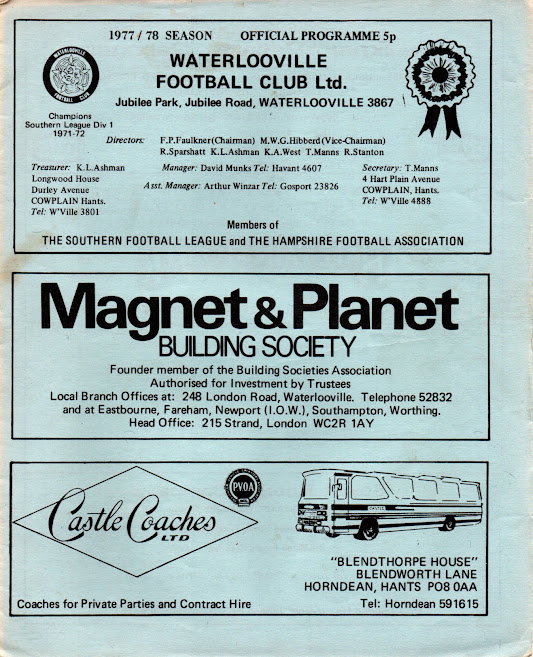 1977 / 78 SEASON OFFICIAL PROGRAMME 5p
WATERLOOVILLE
FOOTBALL CLUB Ltd.
Jubilee Park, Jubilee Road, WATERLOOVILLE 3867
WATERLOOVILLE
FOOTBALL CLUB
Champions
Southern League Div 1
1971-72
Directors: F.P.Faulkner(Chairman) M.W.G.Hibberd(Vice-Chairman)
R.Sparshatt K.L.Ashman K.A.West T.Manns R.Stanton
Treasurer: K.L.Ashman
Longwood House
Durley Avenue
COWPLAIN, Hants.
Tel: W'Ville 3801
Manager: David Munks Tel: Havant 4607
Asst. Manager: Arthur Winzar Tel: Gosport 23826
Secretary: T.Manns
4 Hart Plain Avenue
COWPLAIN, Hants.
Tel: W'Ville 4888
Members of
THE SOUTHERN FOOTBALL LEAGUE and THE HAMPSHIRE FOOTBALL ASSOCIATION
Magnet & Planet
BUILDING SOCIETY
Founder member of the Building Societies Association
Authorised for Investment by Trustees
Local Branch Offices at: 248 London Road, Waterlooville. Telephone 52832
and at Eastbourne, Fareham, Newport (I.O.W.), Southampton, Worthing.
Head Office: 215 Strand, London WC2R 1AY
Castle Coaches
LTD
PVOA
"BLENDTHORPE HOUSE"
BLENDWORTH LANE
HORNDEAN, HANTS PO8 0AA
Coaches for Private Parties and Contract Hire Tel: Horndean 591615